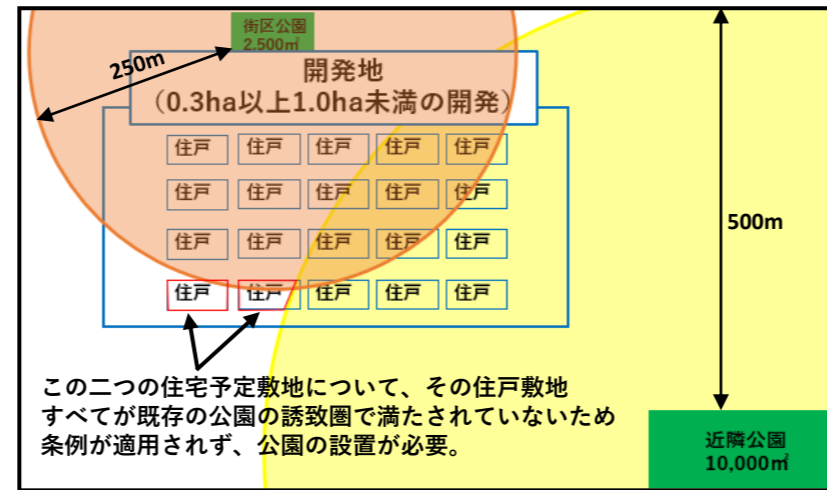 街区公園
2,500㎡
250m
開発地
（0.3ha以上1.0ha未満の開発）
住戸 住戸 住戸 住戸 住戸
住戸 住戸 住戸 住戸 住戸
500m
住戸 住戸 住戸 住戸 住戸
住戸 住戸 住戸 住戸 住戸
この二つの住宅予定敷地について、その住戸敷地
すべてが既存の公園の誘致圏で満たされていないため
条例が適用されず、公園の設置が必要。
近隣公園
10,000㎡